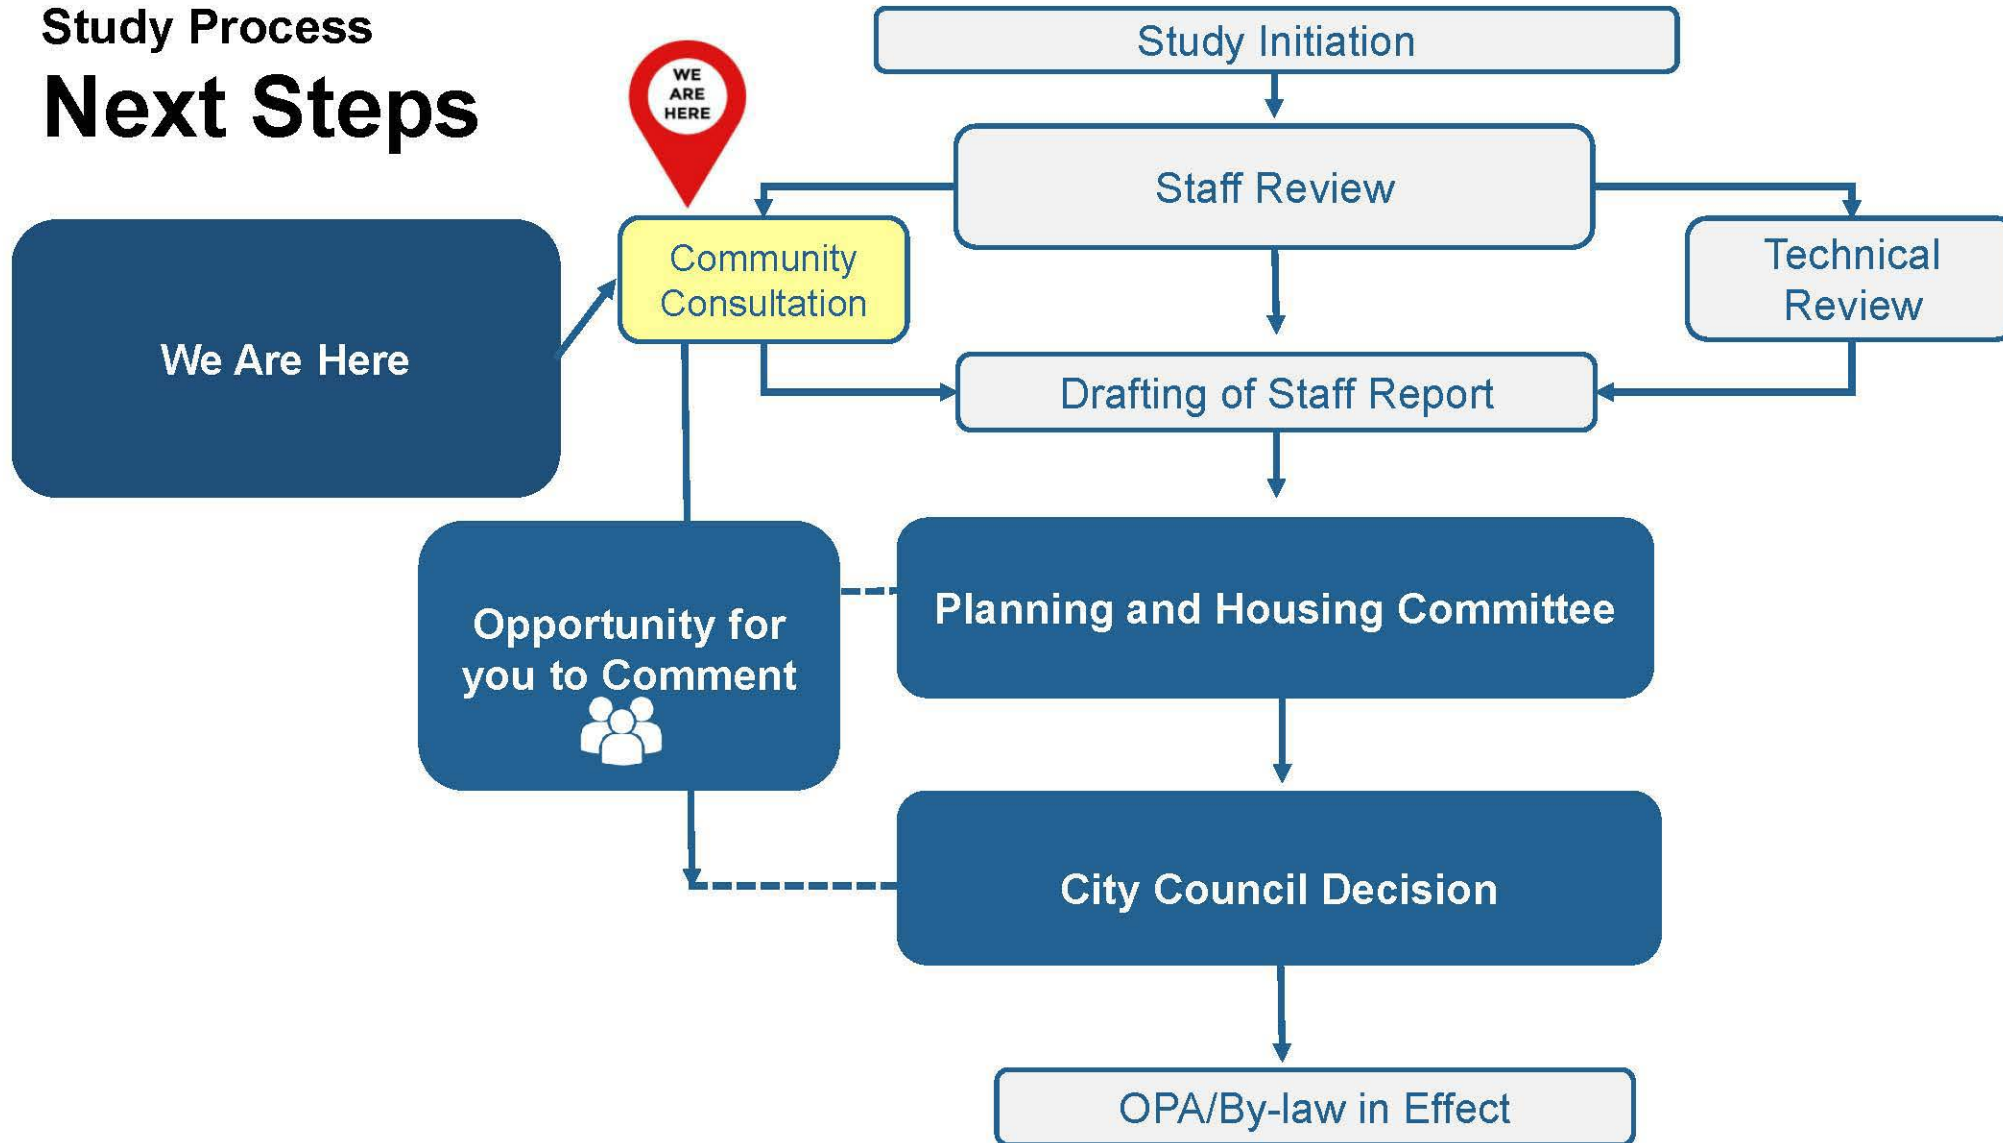 Study Process
Next Steps
WE
ARE
HERE
Study Initiation
Staff Review
Community
Consultation
Technical
Review
We Are Here
Drafting of Staff Report
Opportunity for
you to Comment
Planning and Housing Committee
City Council Decision
OPA/By-law in Effect